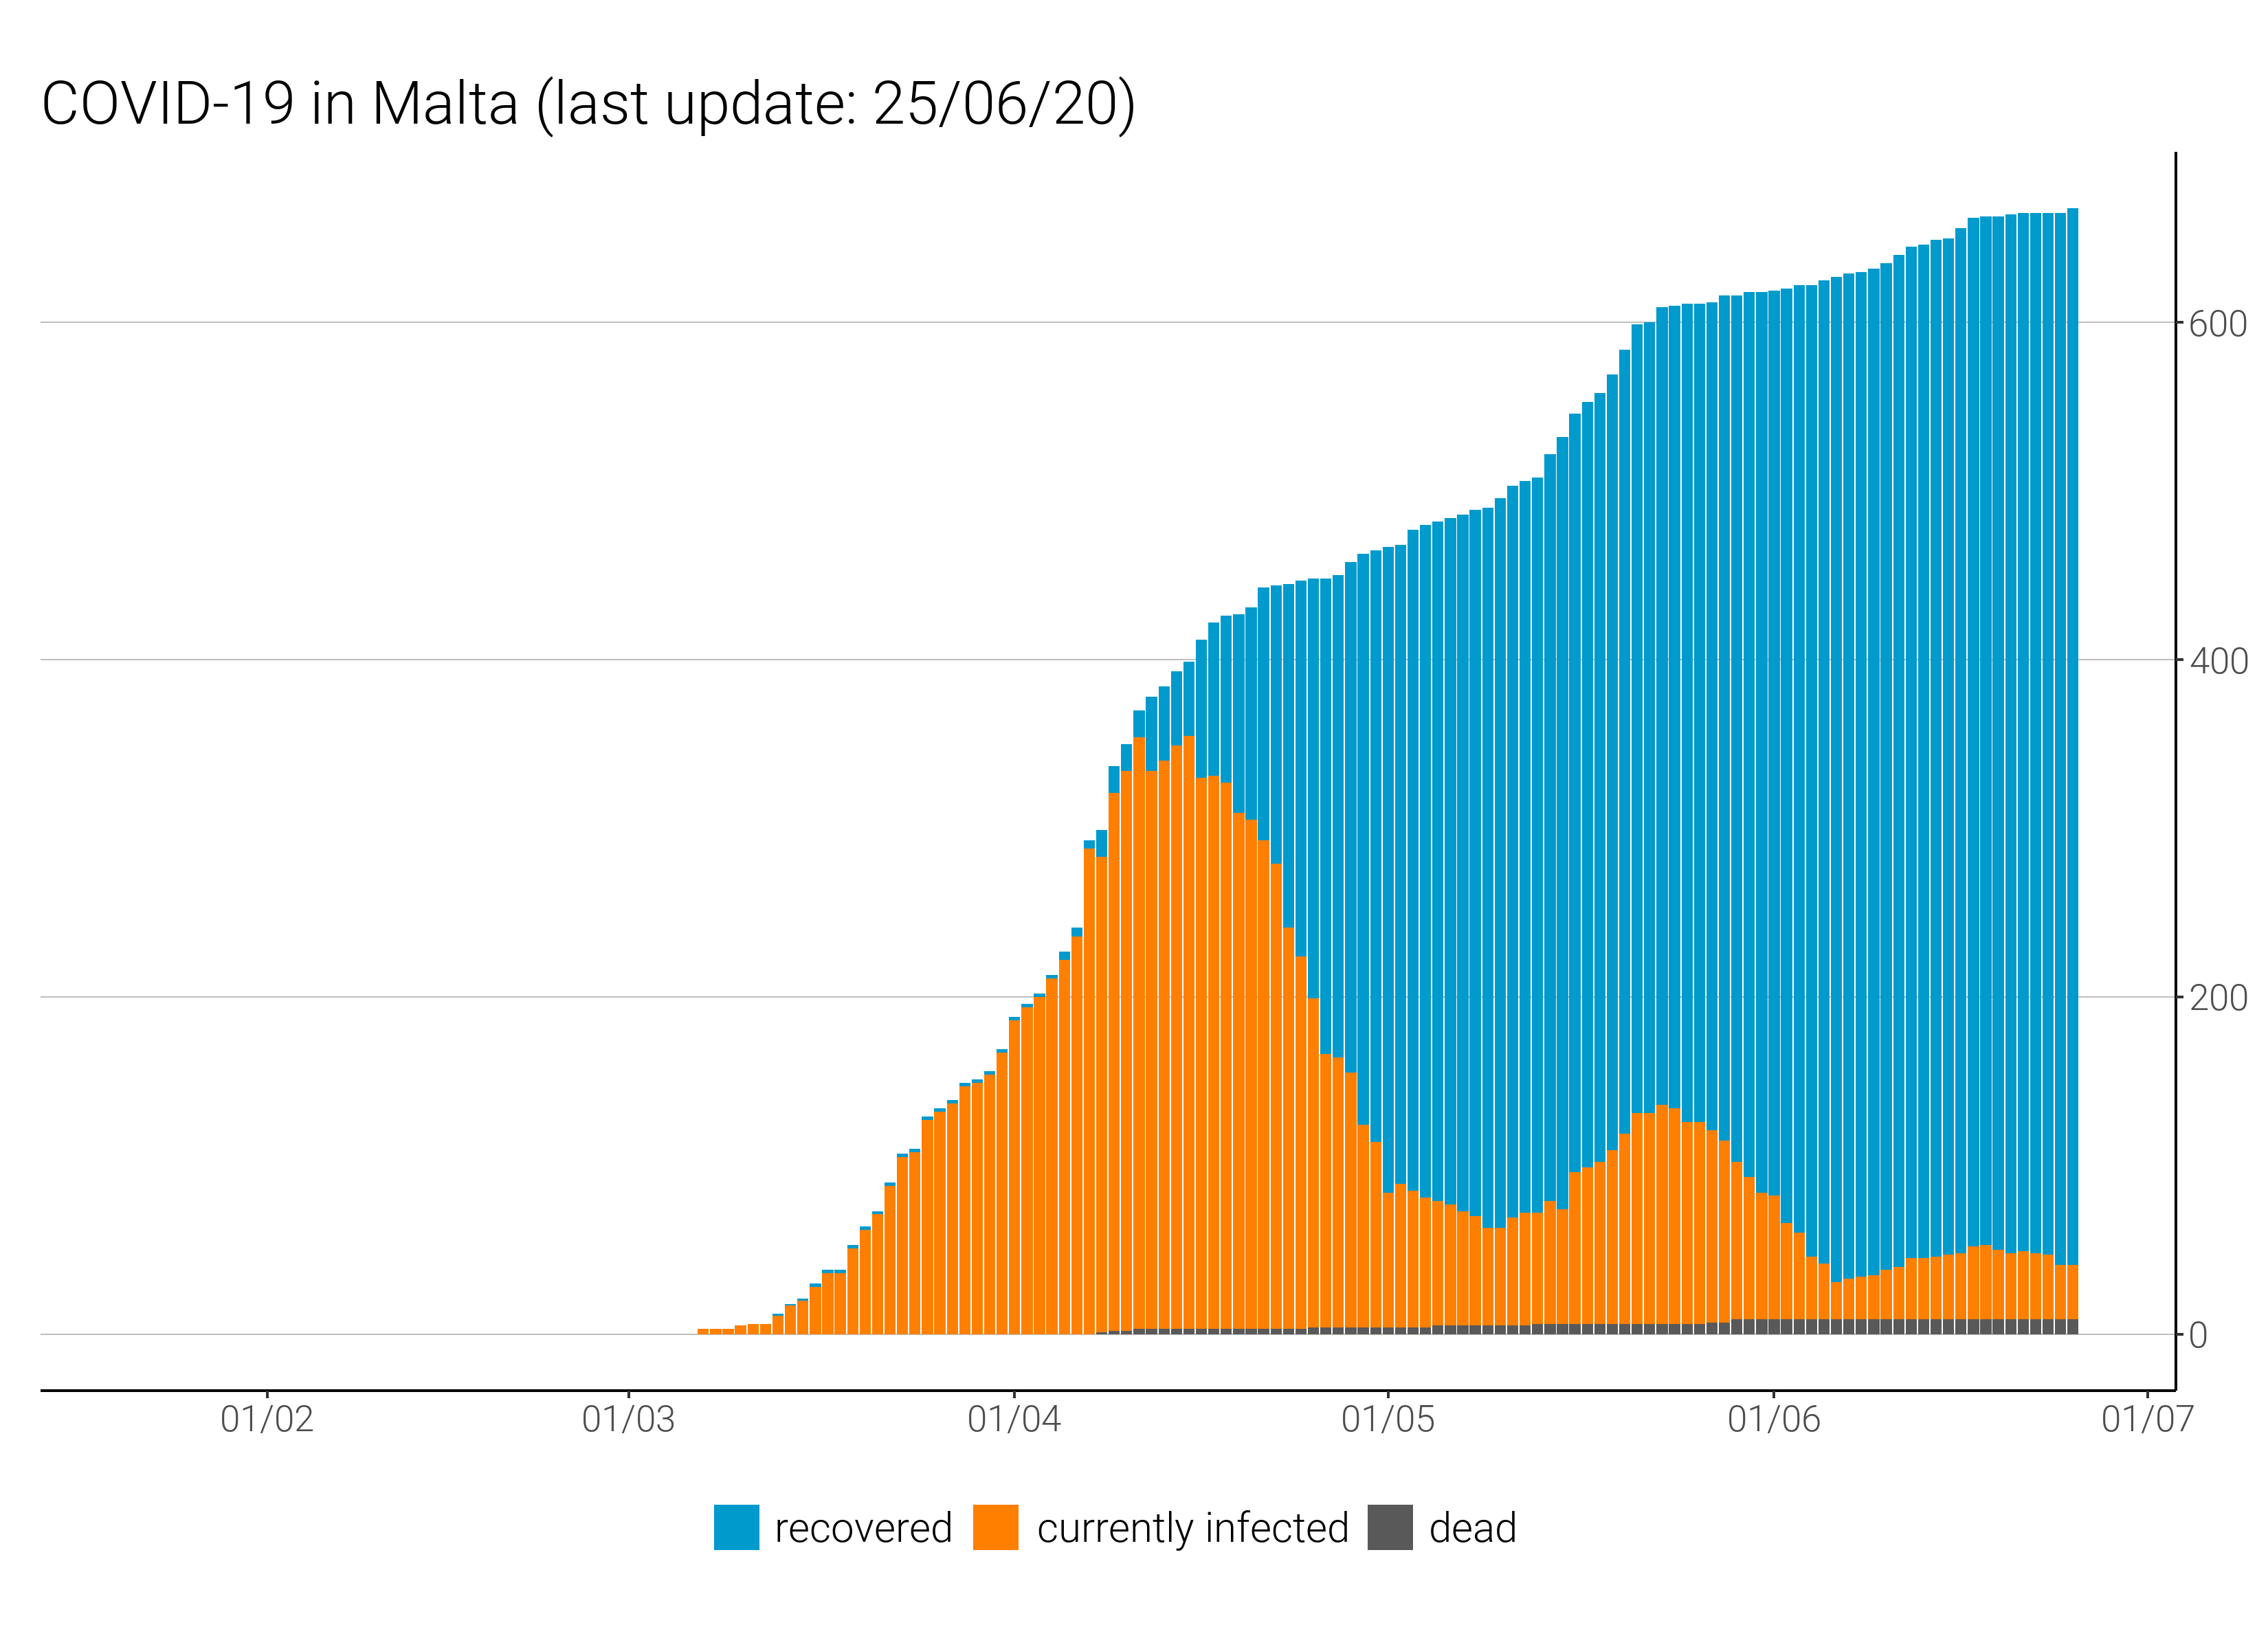 COVID-19 in Malta (last update: 25/06/20)
600
400
200
0
01/02 01/03 01/04 01/05 01/06 01/07
recovered currently infected dead